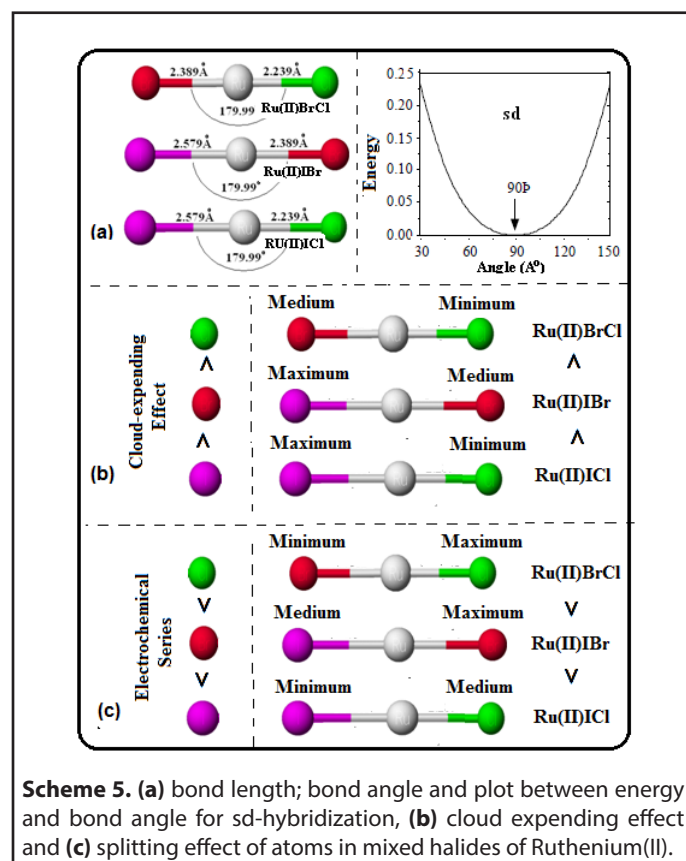 2.389Å 2.239Å
179.99 Ru(II)BrCl
2.579Å 2.389Å
179.99° Ru(II)IBr
2.579Å 2.239Å
RU(II)ICl
179.99°
(a)
0.25
0.20
0.15
0.10
0.05
0.00
Energy
sd
90Þ
30 60 90 120 150
Angle (A°)
Cloud-expending
Effect
(b)
>
>
Medium Minimum
Ru(II)BrCl
>
Maximum Medium
Ru(II)IBr
>
Maximum Minimum
Ru(II)ICl
Electrochemical
Series
(c)
>
>
Minimum Maximum
Ru(II)BrCl
>
Medium Maximum
Ru(II)IBr
>
Minimum Medium
Ru(II)ICl
Scheme 5. (a) bond length; bond angle and plot between energy
and bond angle for sd-hybridization, (b) cloud expending effect
and (c) splitting effect of atoms in mixed halides of Ruthenium(II).